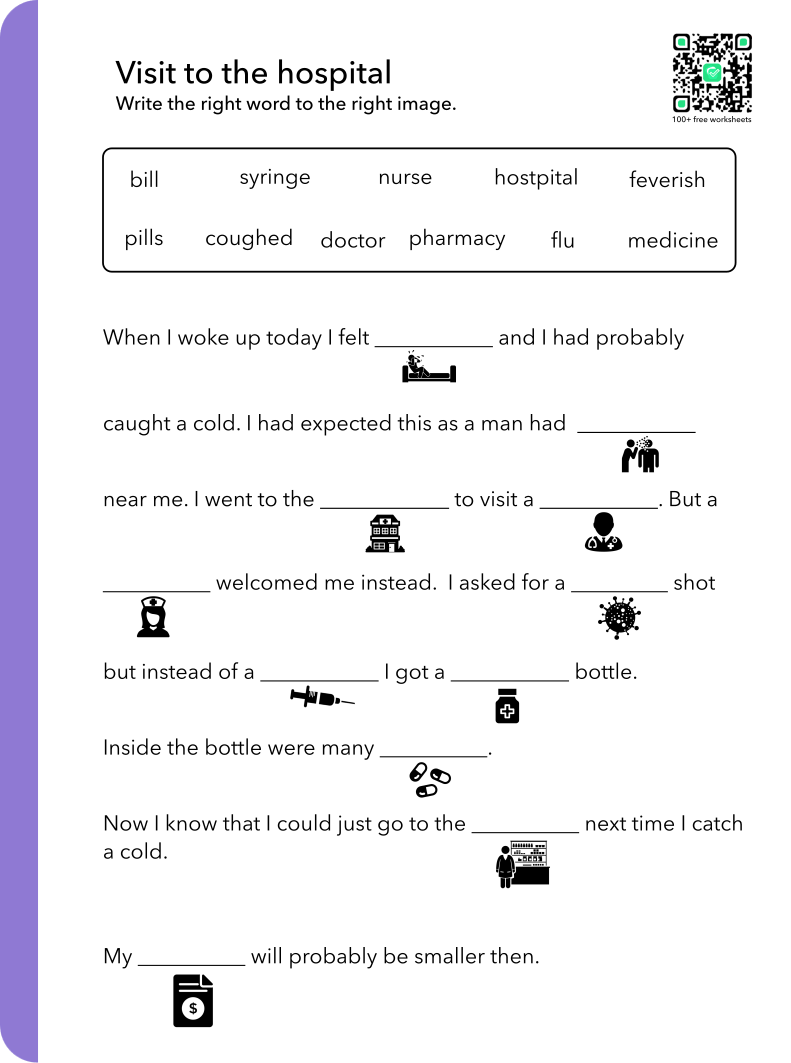 Visit to the hospital
Write the right word to the right image.
100+ free worksheets
bill syringe nurse hostpital feverish
pills coughed doctor pharmacy flu medicine
When I woke up today I felt ___________ and I had probably
caught a cold. I had expected this as a man had ___________
near me. I went to the ____________ to visit a ___________. But a
__________ welcomed me instead. I asked for a _________ shot
but instead of a ___________ I got a ___________ bottle.
Inside the bottle were many __________.
Now I know that I could just go to the __________ next time I catch
a cold.
My __________ will probably be smaller then.
$